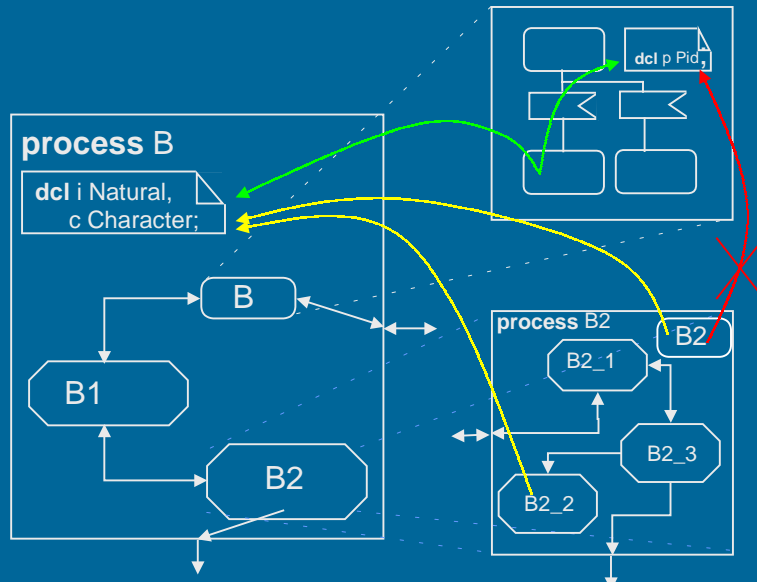 process B
dcl i Natural,
c Character;
B
B1
B2
dcl p Pid;
process B2
B2
B2_1
B2_3
B2_2